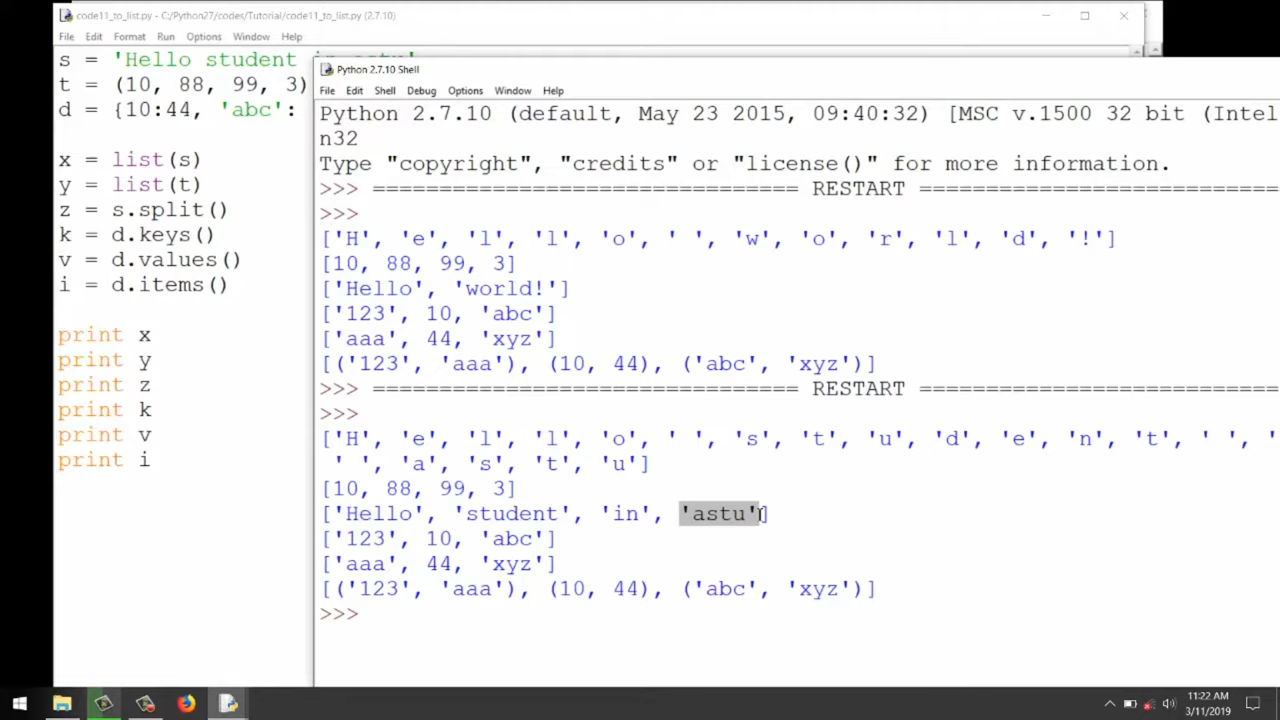 code11_to_list.py - C:/Python27/codes/Tutorial/code11_to_list.py (2.7.10)
File Edit Format Run Options Window Help
s = 'Hello student in astu'
t = (10, 88, 99, 3)
d = {10:44, 'abc':
x = list(s)
y = list(t)
z = s.split()
k = d.keys()
v = d.values()
i = d.items()
print x
print y
print z
print k
print v
print i
Python 2.7.10 Shell
File Edit Shell Debug Options Window Help
Python 2.7.10 (default, May 23 2015, 09:40:32) [MSC v.1500 32 bit (Intel
n32
Type "copyright", "credits" or "license()" for more information.
>>> ================================ RESTART ===========================
>>>
['H', 'e', 'l', 'l', 'o', ' ', 'w', 'o', 'r', 'l', 'd', '!']
[10, 88, 99, 3]
['Hello', 'world!']
['123', 10, 'abc']
['aaa', 44, 'xyz']
[('123', 'aaa'), (10, 44), ('abc', 'xyz')]
>>> ================================ RESTART ===========================
>>>
['H', 'e', 'l', 'l', 'o', ' ', 's', 't', 'u', 'd', 'e', 'n', 't', ' ', '
' ', 'a', 's', 't', 'u']
[10, 88, 99, 3]
['Hello', 'student', 'in', 'astu']
['123', 10, 'abc']
['aaa', 44, 'xyz']
[('123', 'aaa'), (10, 44), ('abc', 'xyz')]
>>>
11:22 AM
3/11/2019